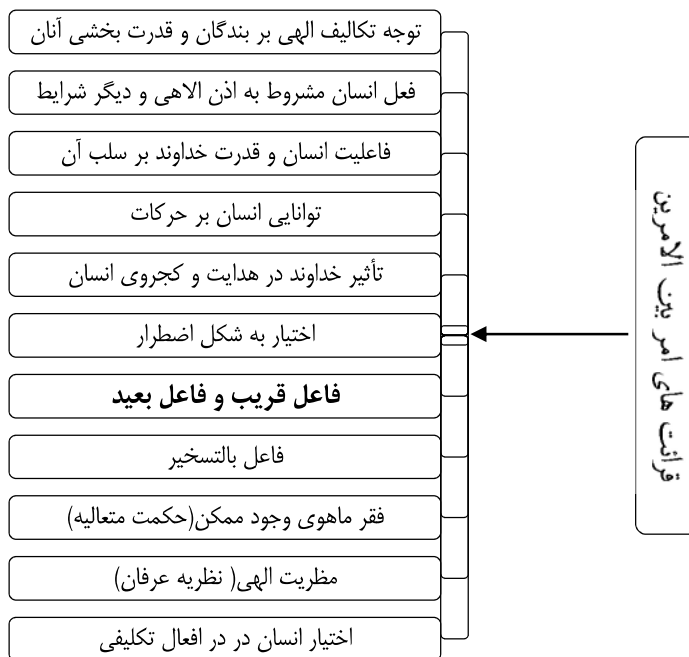 قرائت های امر بین الامرین
توجه تکالیف الهی بر بندگان و قدرت بخشی آنان
فعل انسان مشروط به اذن الاهی و دیگر شرایط
فاعلیت انسان و قدرت خداوند بر سلب آن
توانایی انسان بر حرکات
تأثیر خداوند در هدایت و کجروی انسان
اختیار به شکل اضطرار
فاعل قریب و فاعل بعید
فاعل بالتسخیر
فقر ماهوی وجود ممکن(حکمت متعالیه)
مظریت الهی( نظریه عرفان)
اختیار انسان در در افعال تکلیفی